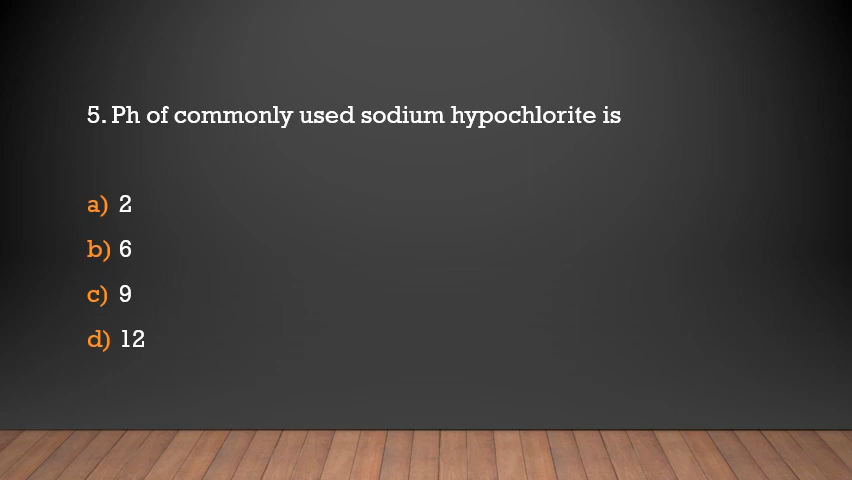 5. Ph of commonly used sodium hypochlorite is
a) 2
b) 6
c) 9
d) 12